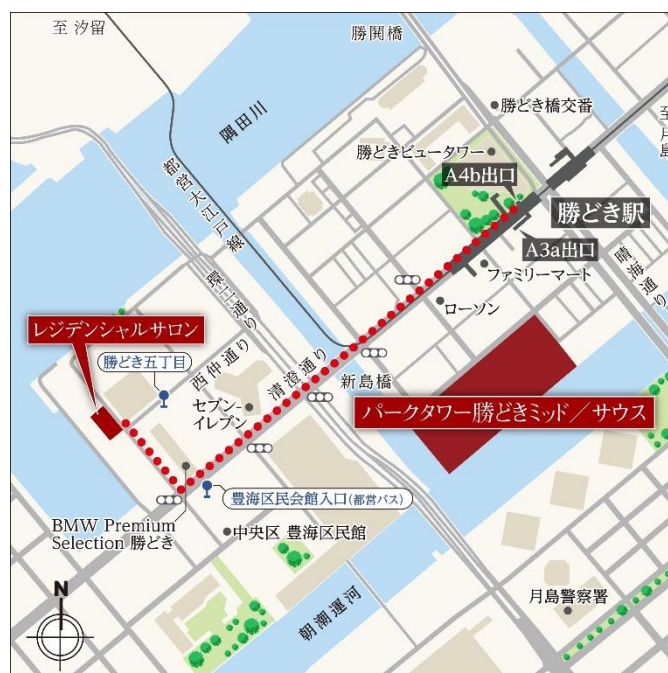 至 汐留
勝鬨橋
隅田川
勝どき橋交番
至
月島
勝どきビュータワー
A4b出口
都営大江戸線
勝どき駅
A3a出口
ファミリーマート
晴海通り
環二通り
ローソン
レジデンシャルサロン
勝どき五丁目
西仲通り
清澄通り
新島橋
セブン-
イレブン
パークタワー勝どきミッド／サウス
豊海区民会館入口(都営バス)
BMW Premium
Selection 勝どき
中央区 豊海区民館
朝潮運河
月島警察署
N